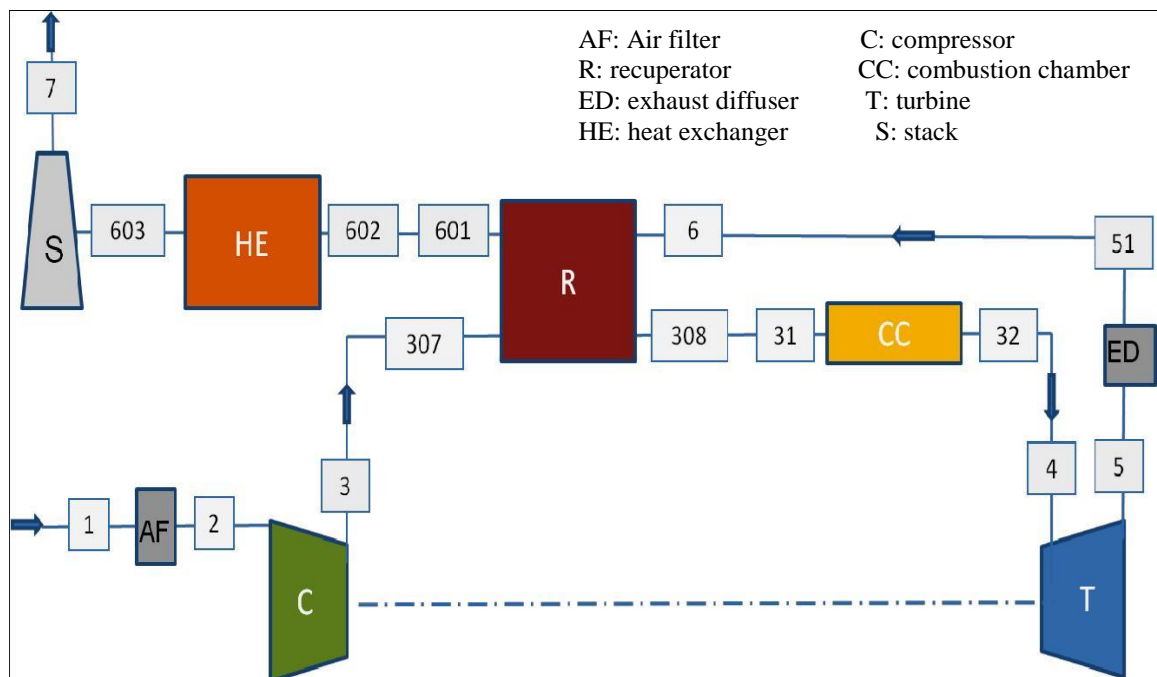 AF: Air filter C: compressor
R: recuperator CC: combustion chamber
ED: exhaust diffuser T: turbine
HE: heat exchanger S: stack
7
603 HE 602 601 6 51
S
R
307 308 31 CC 32
ED
3 4 5
1 AF 2
C T